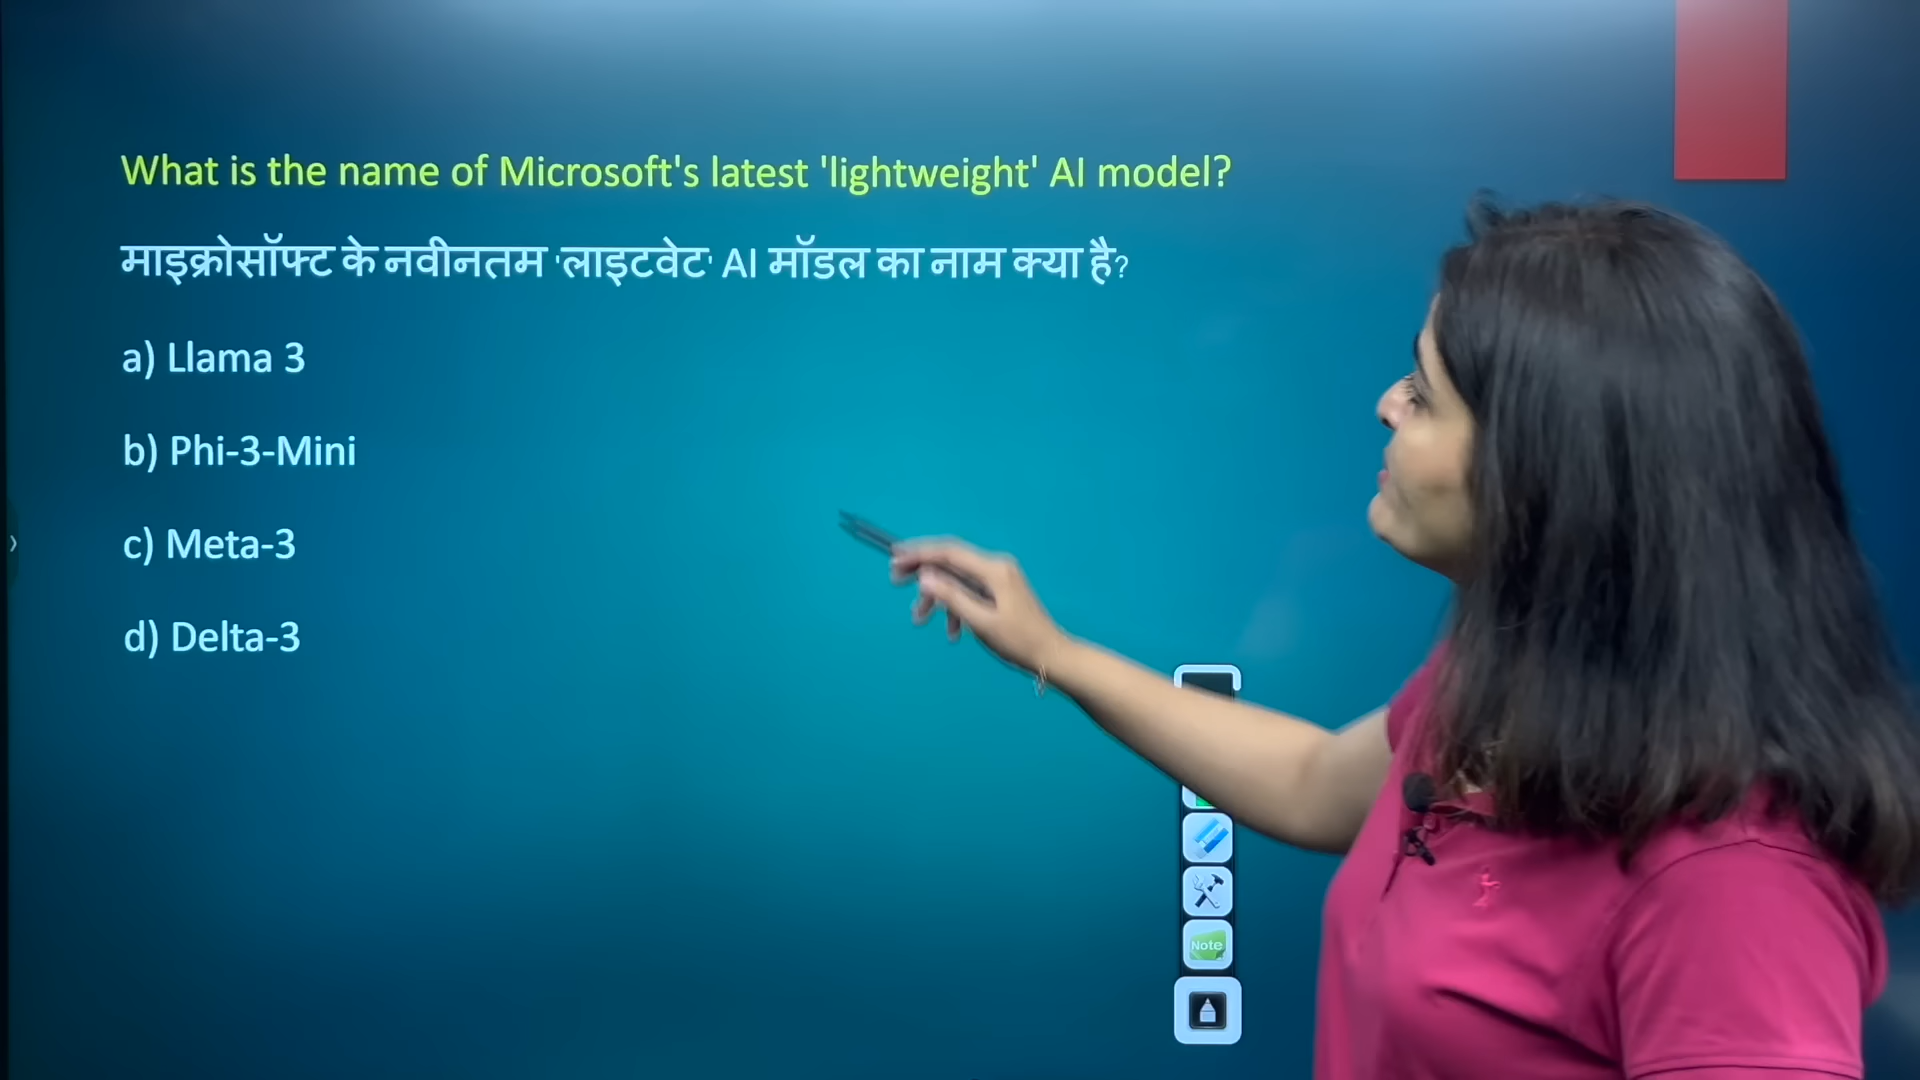 What is the name of Microsoft's latest 'lightweight' AI model?
माइक्रोसॉफ्ट के नवीनतम 'लाइटवेट' AI मॉडल का नाम क्या है?
a) Llama 3
b) Phi-3-Mini
c) Meta-3
d) Delta-3
Note